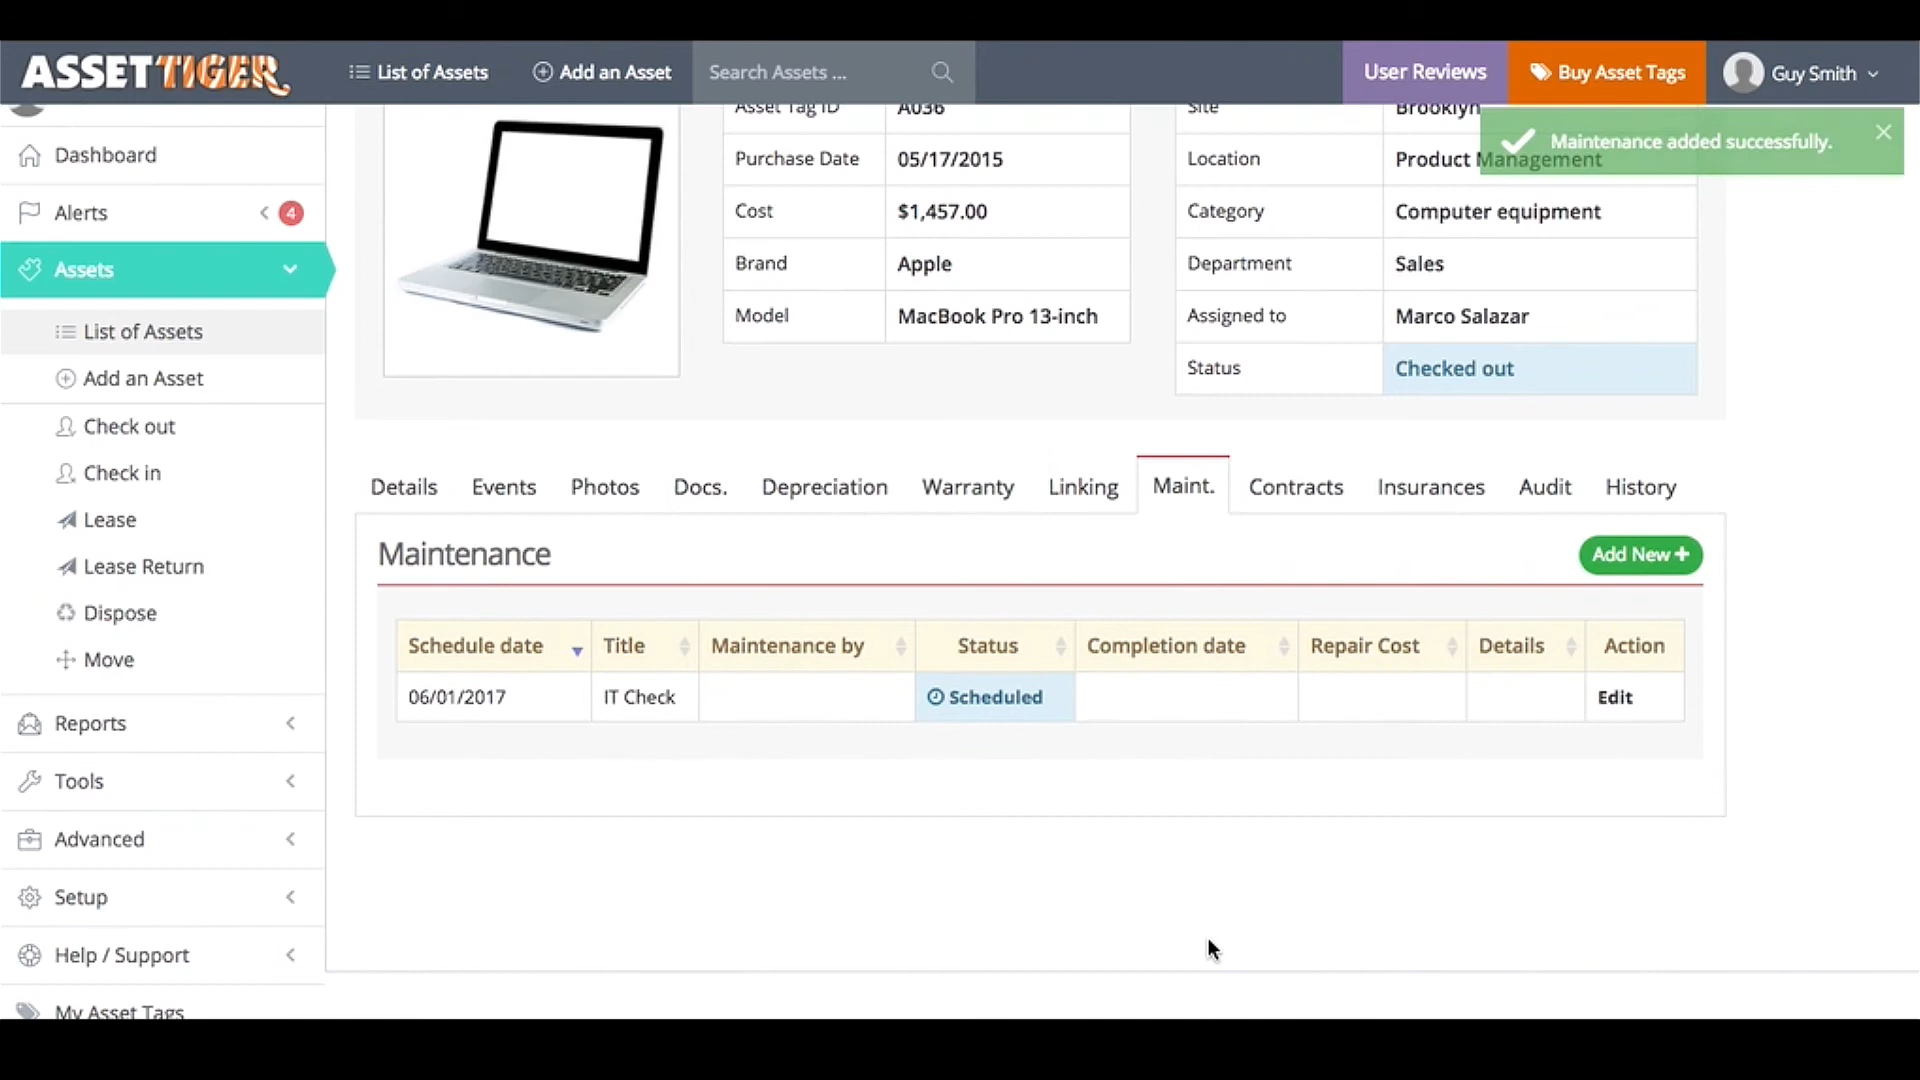 ASSETTIGER
List of Assets
Add an Asset
Search Assets ...
User Reviews
Buy Asset Tags
Guy Smith
Maintenance added successfully.
Dashboard
Alerts
4
Assets
List of Assets
Add an Asset
Check out
Check in
Lease
Lease Return
Dispose
Move
Reports
Tools
Advanced
Setup
Help / Support
My Asset Tags
Asset Tag ID A036
Purchase Date 05/17/2015
Cost $1,457.00
Brand Apple
Model MacBook Pro 13-inch
Site Brooklyn
Location Product Management
Category Computer equipment
Department Sales
Assigned to Marco Salazar
Status Checked out
Details Events Photos Docs. Depreciation Warranty Linking Maint. Contracts Insurances Audit History
Maintenance
Add New
Schedule date Title Maintenance by Status Completion date Repair Cost Details Action
06/01/2017 IT Check Scheduled Edit